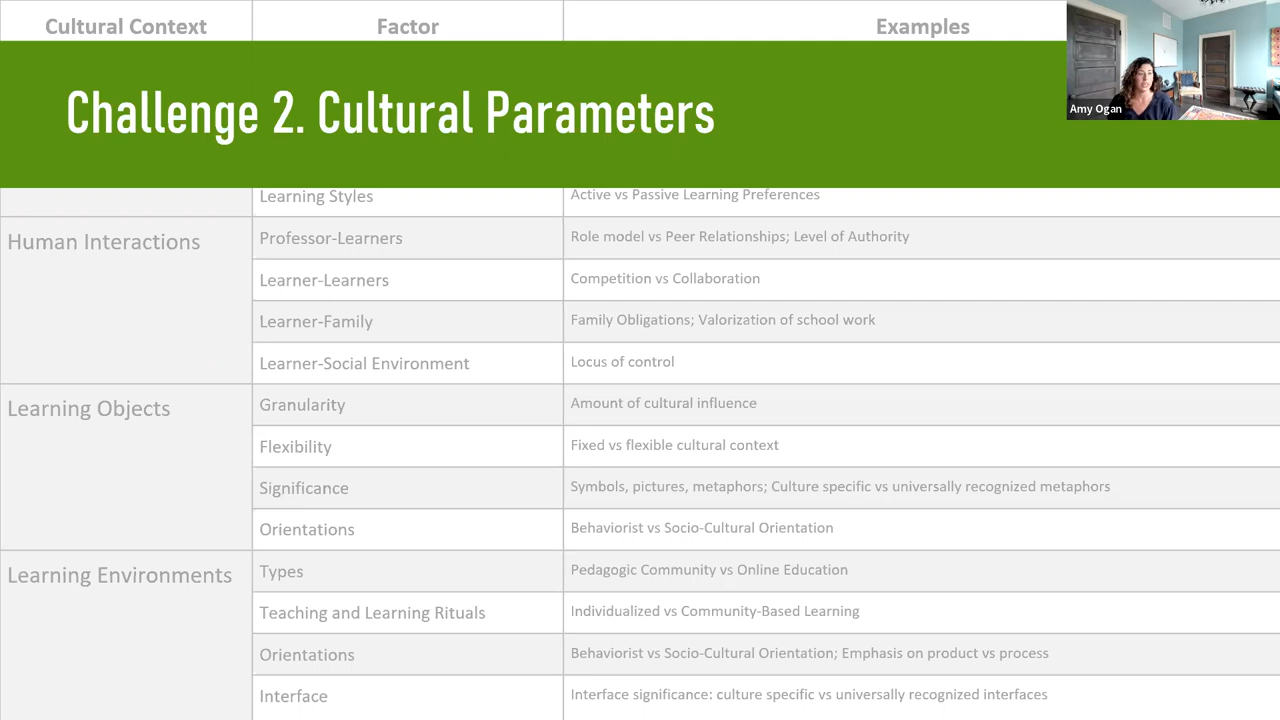 Cultural Context Factor Examples
Amy Ogan
Challenge 2. Cultural Parameters
Learning Styles Active vs Passive Learning Preferences
Human Interactions Professor-Learners Role model vs Peer Relationships; Level of Authority
Learner-Learners Competition vs Collaboration
Learner-Family Family Obligations; Valorization of school work
Learner-Social Environment Locus of control
Learning Objects Granularity Amount of cultural influence
Flexibility Fixed vs flexible cultural context
Significance Symbols, pictures, metaphors; Culture specific vs universally recognized metaphors
Orientations Behaviorist vs Socio-Cultural Orientation
Learning Environments Types Pedagogic Community vs Online Education
Teaching and Learning Rituals Individualized vs Community-Based Learning
Orientations Behaviorist vs Socio-Cultural Orientation; Emphasis on product vs process
Interface Interface significance: culture specific vs universally recognized interfaces